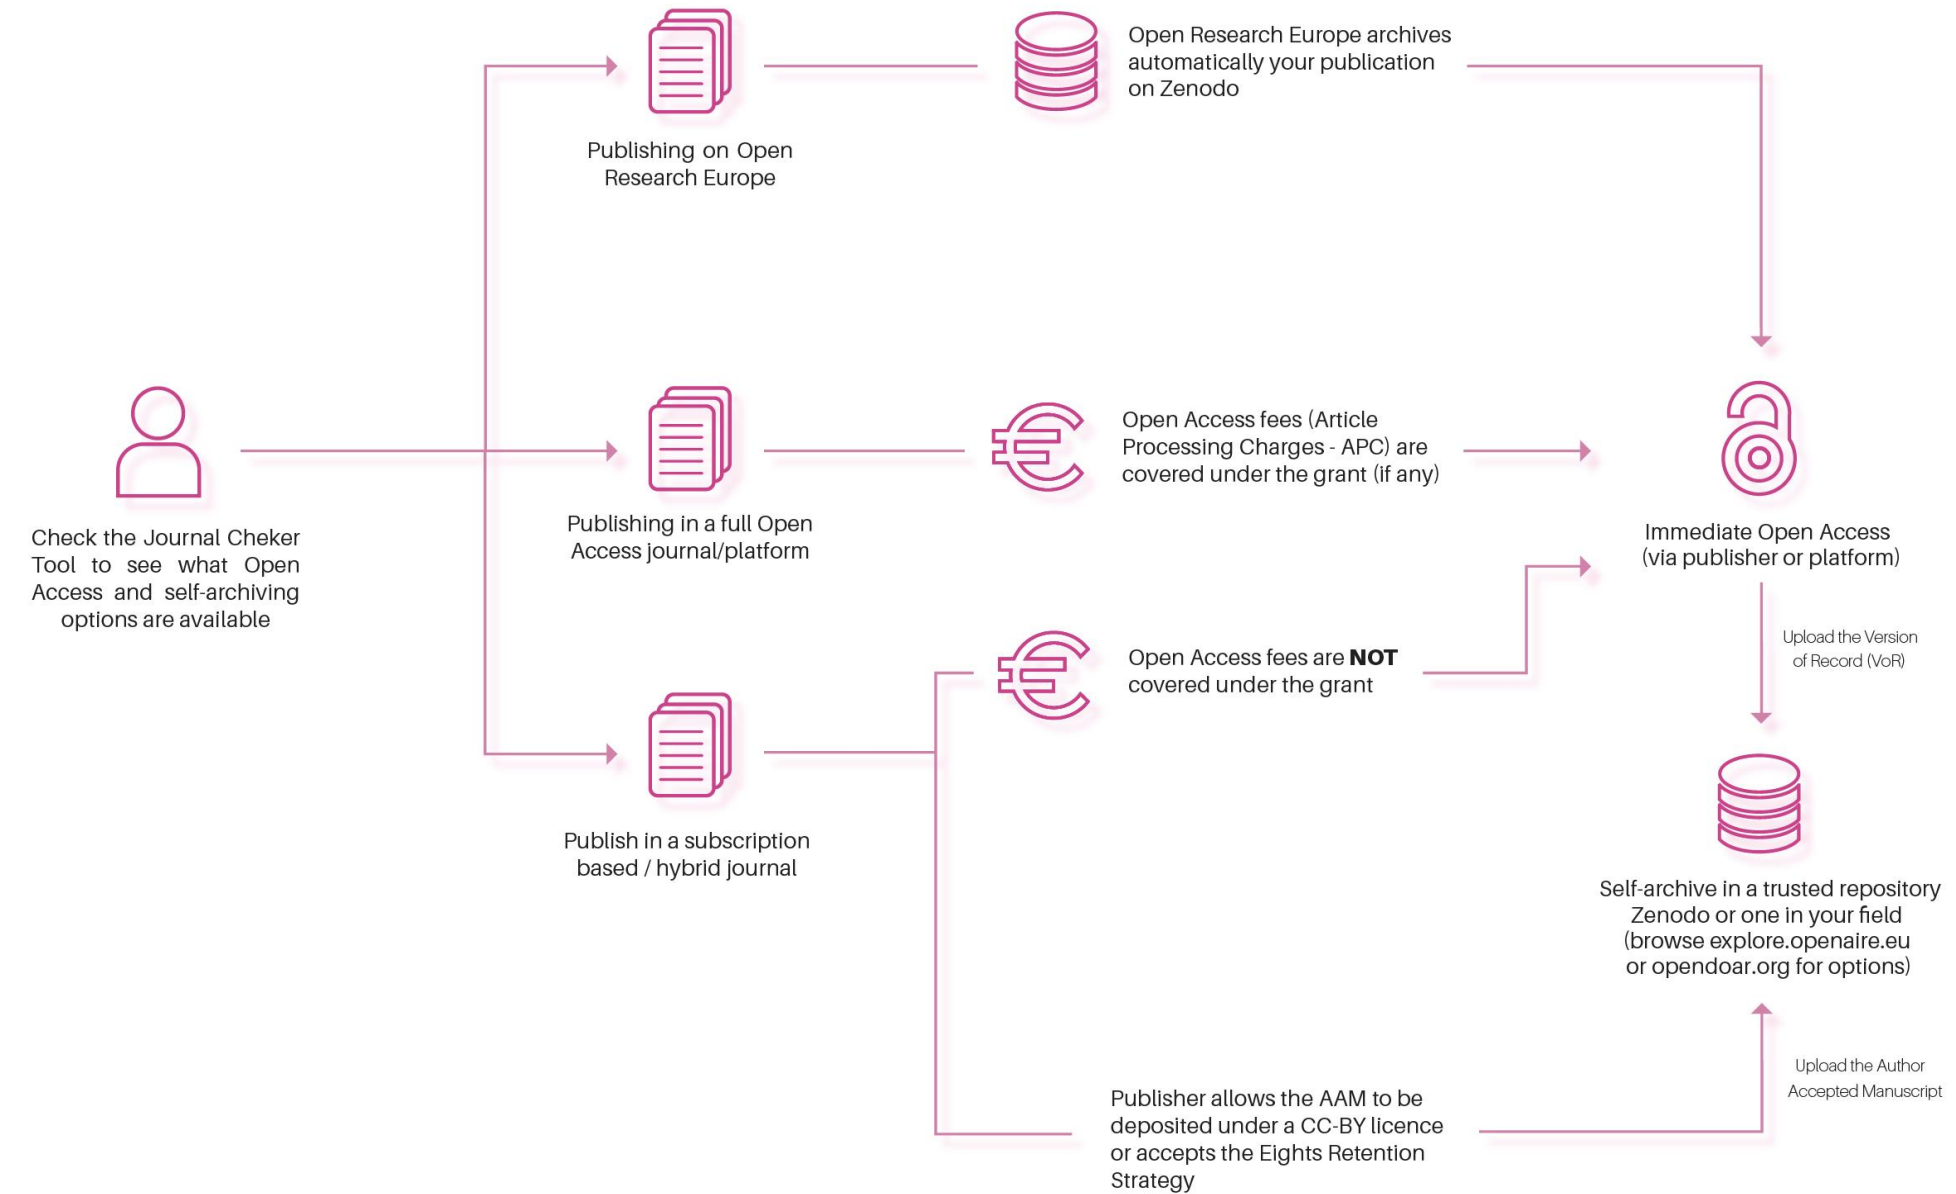 Open Research Europe archives
automatically your publication
on Zenodo
Publishing on Open
Research Europe
Check the Journal Cheker
Tool to see what Open
Access and self-archiving
options are available
Publishing in a full Open
Access journal/platform
Open Access fees (Article
Processing Charges - APC) are
covered under the grant (if any)
Immediate Open Access
(via publisher or platform)
Upload the Version
of Record (VoR)
Open Access fees are NOT
covered under the grant
Publish in a subscription
based / hybrid journal
Self-archive in a trusted repository
Zenodo or one in your field
(browse explore.openaire.eu
or opendoar.org for options)
Upload the Author
Accepted Manuscript
Publisher allows the AAM to be
deposited under a CC-BY licence
or accepts the Eights Retention
Strategy